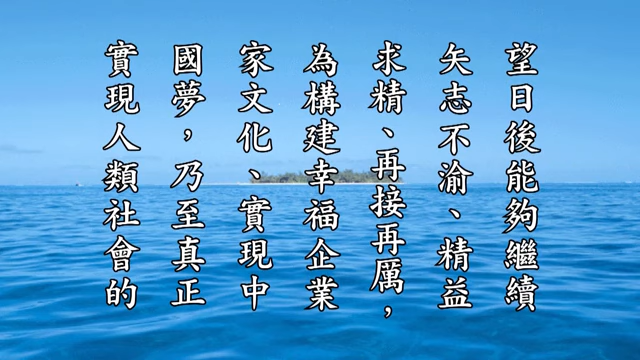 望日後能夠繼續
矢志不渝、精益
求精、再接再厲，
為構建幸福企業
家文化、實現中
國夢，乃至真正
實現人類社會的